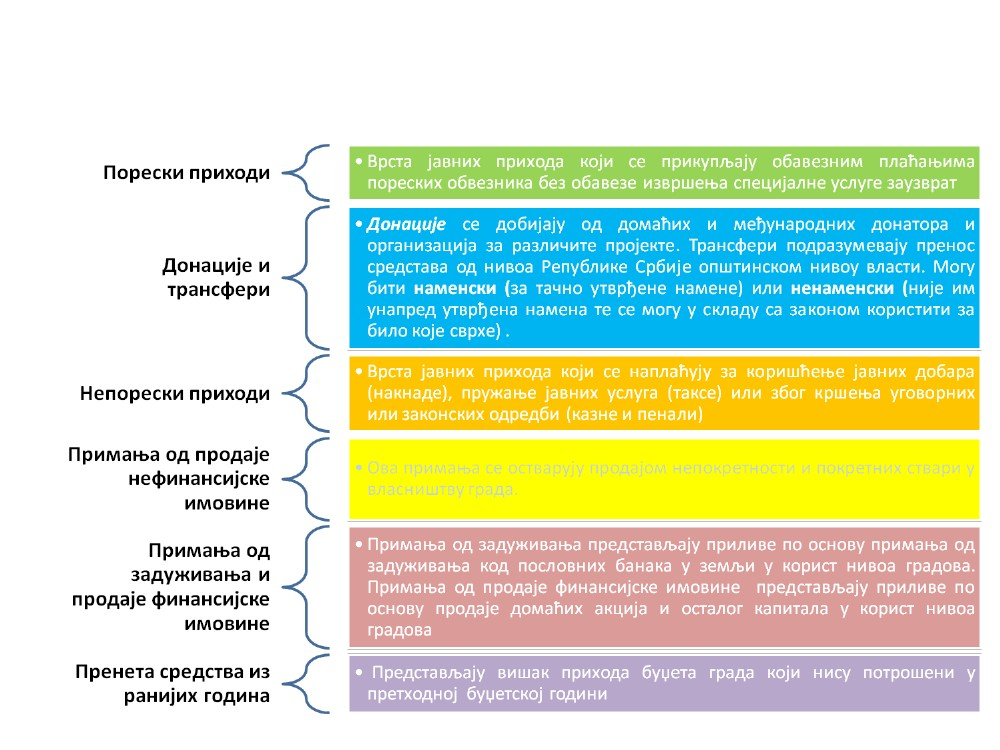 Порески приходи
• Врста јавних прихода који се прикупљају обавезним плаћањима
пореских обвезника без обавезе извршења специјалне услуге заузврат
Донације и
трансфери
• Донације се добијају од домаћих и међународних донатора и
организација за различите пројекте. Трансфери подразумевају пренос
средстава од нивоа Републике Србије општинском нивоу власти. Могу
бити наменски (за тачно утврђене намене) или ненаменски (није им
унапред утврђена намена те се могу у складу са законом користити за
било које сврхе) .
Непорески приходи
• Врста јавних прихода који се наплаћују за коришћење јавних добара
(накнаде), пружање јавних услуга (таксе) или због кршења уговорних
или законских одредби (казне и пенали)
Примања од продаје
нефинансијске
имовине
• Ова примања се остварују продајом непокретности и покретних ствари у
власништву града.
Примања од
задуживања и
продаје финансијске
имовине
• Примања од задуживања представљају приливе по основу примања од
задуживања код пословних банака у земљи у корист нивоа градова.
Примања од продаје финансијске имовине представљају приливе по
основу продаје домаћих акција и осталог капитала у корист нивоа
градова
Пренета средства из
ранијих година
• Представљају вишак прихода буџета града који нису потрошени у
претходној буџетској години